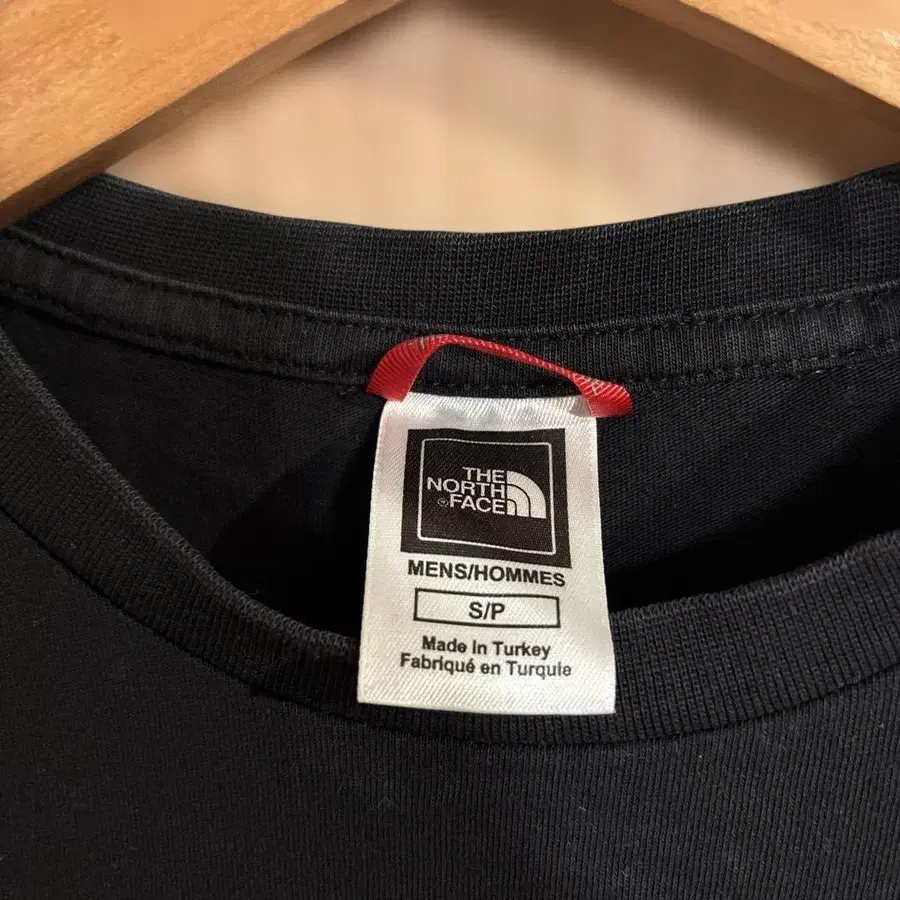 THE
NORTH
®FACE
MENS/HOMMES
S/P
Made in Turkey
Fabriqué en Turquie